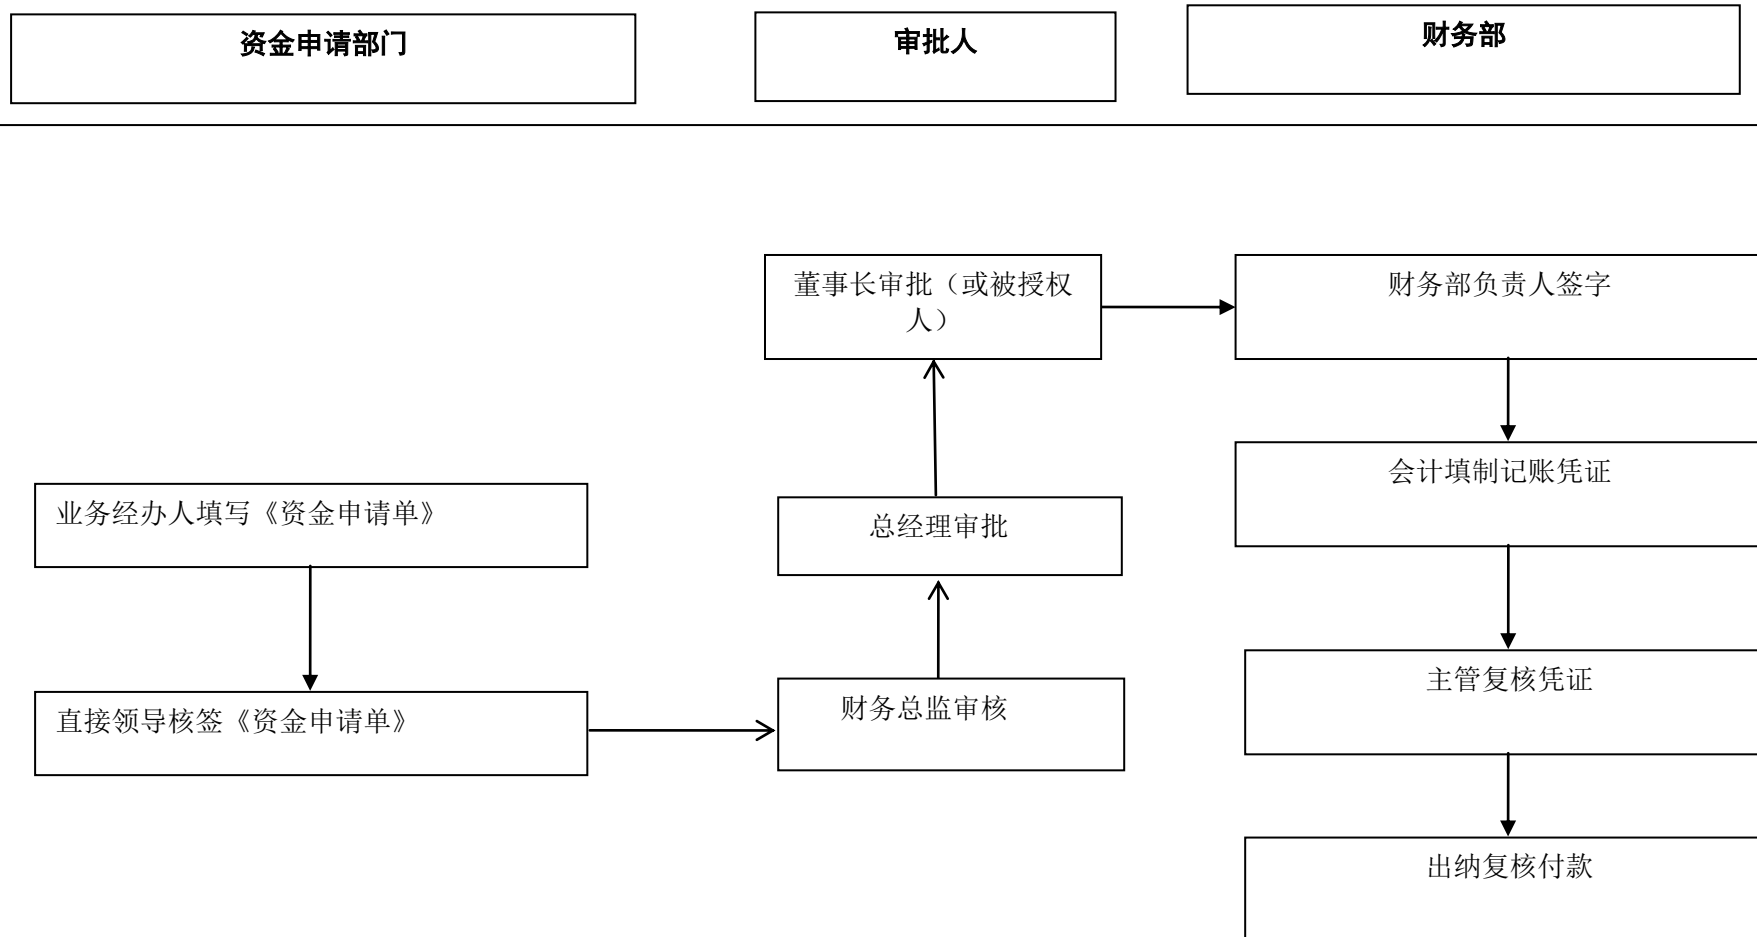 资金申请部门
审批人
财务部
业务经办人填写《资金申请单》
直接领导核签《资金申请单》
财务总监审核
总经理审批
董事长审批（或被授权
人）
财务部负责人签字
会计填制记账凭证
主管复核凭证
出纳复核付款